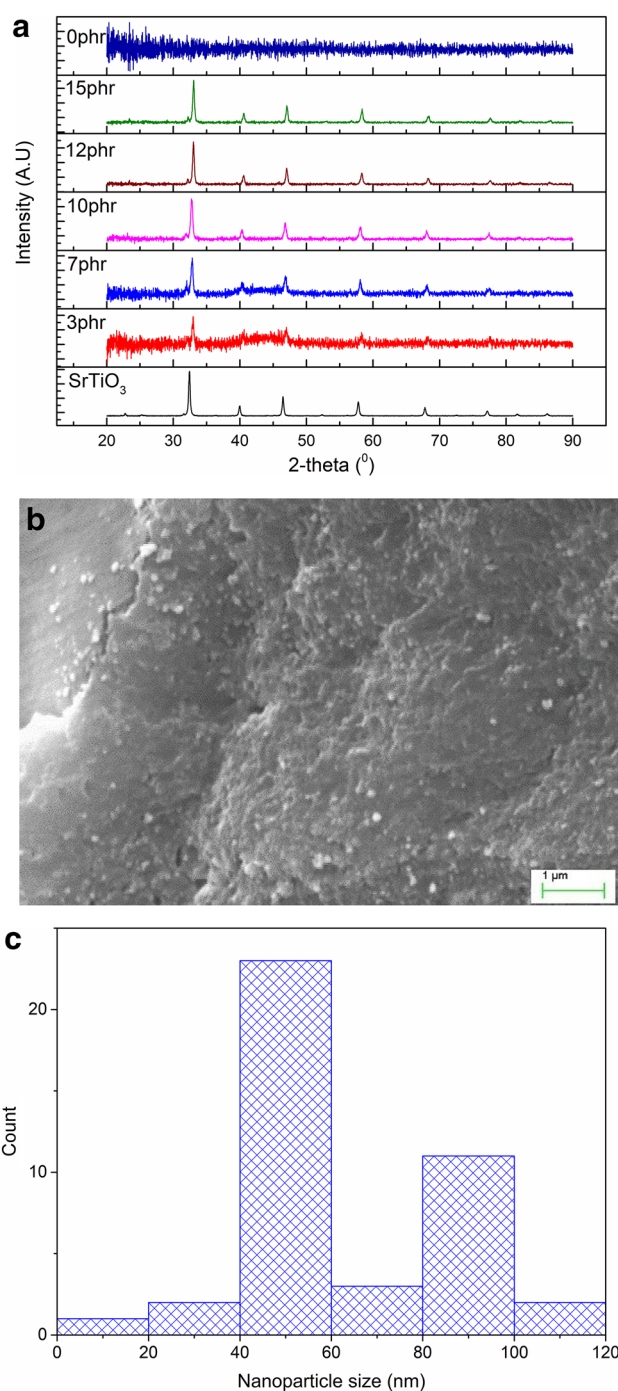 a
0phr
15phr
12phr
10phr
7phr
3phr
SrTiO3
Intensity (A.U)
20 30 40 50 60 70 80 90
2-theta (0)
b
1 µm
c
20
10
0
Count
0 20 40 60 80 100 120
Nanoparticle size (nm)